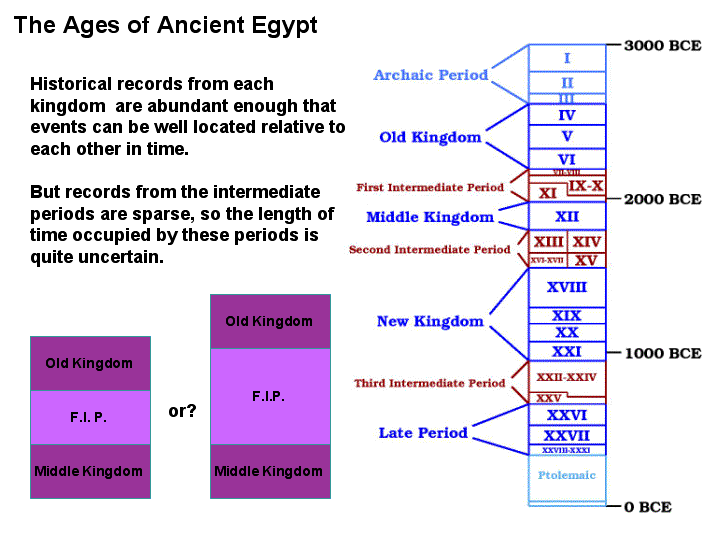 The Ages of Ancient Egypt
Historical records from each
kingdom are abundant enough that
events can be well located relative to
each other in time.
But records from the intermediate
periods are sparse, so the length of
time occupied by these periods is
quite uncertain.
Old Kingdom
F.I. P.
Middle Kingdom
or?
Old Kingdom
F.I.P.
Middle Kingdom
Archaic Period
Old Kingdom
First Intermediate Period
Middle Kingdom
Second Intermediate Period
New Kingdom
Third Intermediate Period
Late Period
I
II
III
IV
V
VI
VII-VIII
XI IX-X
XII
XIII XIV
XVI-XVII XV
XVIII
XIX
XX
XXI
XXII-XXIV
XXV
XXVI
XXVII
XXVIII-XXXI
Ptolemaic
3000 BCE
2000 BCE
1000 BCE
0 BCE